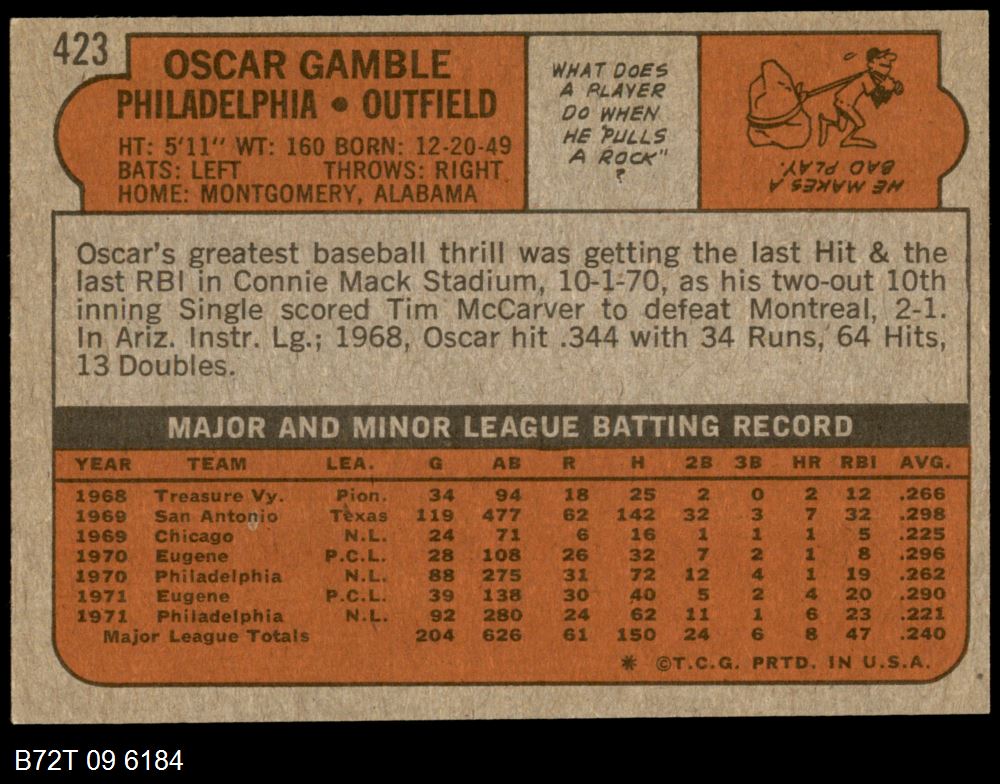 423
OSCAR GAMBLE
PHILADELPHIA • OUTFIELD
HT: 5'11" WT: 160 BORN: 12-20-49
BATS: LEFT THROWS: RIGHT
HOME: MONTGOMERY, ALABAMA
WHAT DOES
A PLAYER
DO WHEN
HE "PULLS
A ROCK"
?
HE MAKES A
BAD PLAY.
Oscar's greatest baseball thrill was getting the last Hit & the
last RBI in Connie Mack Stadium, 10-1-70, as his two-out 10th
inning Single scored Tim McCarver to defeat Montreal, 2-1.
In Ariz. Instr. Lg.; 1968, Oscar hit .344 with 34 Runs, 64 Hits,
13 Doubles.
MAJOR AND MINOR LEAGUE BATTING RECORD
YEAR TEAM LEA. G AB R H 2B 3B HR RBI AVG.
1968 Treasure Vy. Pion. 34 94 18 25 2 0 2 12 .266
1969 San Antonio Texas 119 477 62 142 32 3 7 32 .298
1969 Chicago N.L. 24 71 6 16 1 1 1 5 .225
1970 Eugene P.C.L. 28 108 26 32 7 2 1 8 .296
1970 Philadelphia N.L. 88 275 31 72 12 4 1 19 .262
1971 Eugene P.C.L. 39 138 30 40 5 2 4 20 .290
1971 Philadelphia N.L. 92 280 24 62 11 1 6 23 .221
Major League Totals 204 626 61 150 24 6 8 47 .240
* ©T.C.G. PRTD. IN U.S.A.
B72T 09 6184